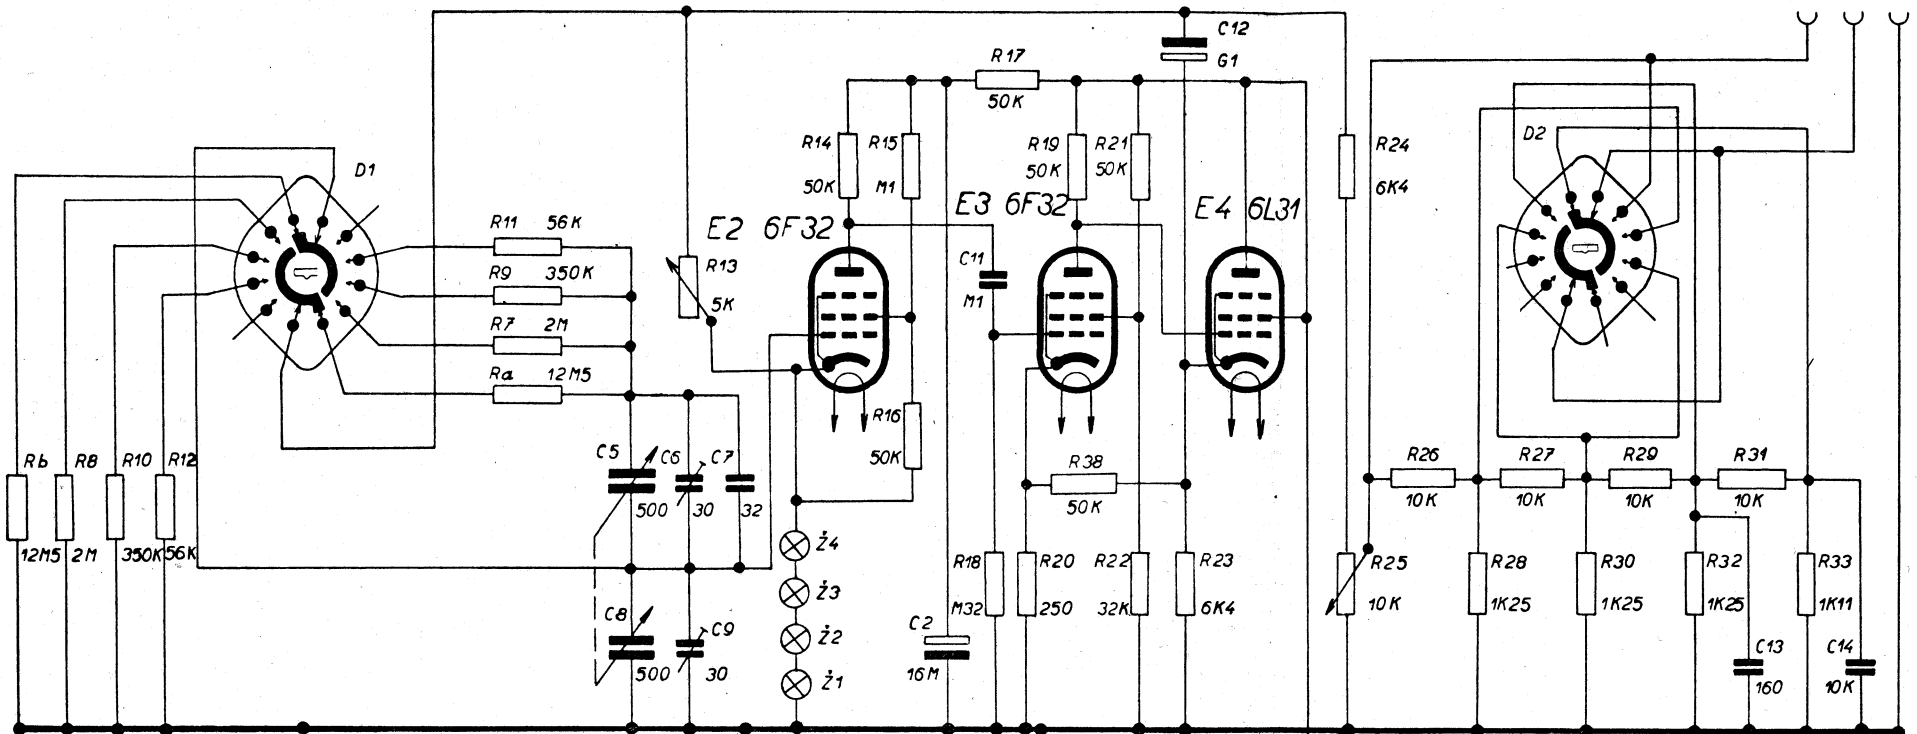 C12
G1
R17
50K
D1
D2
R14
50K
R15
M1
R19
50K
R21
50K
R24
6K4
E2 6F32
E3 6F32
E4 6L31
R11 56K
R9 350K
R7 2M
Ra 12M5
R13
5K
C11
M1
R16
50K
Rb
12M5
R8
2M
R10
350K
R12
56K
C5
500
C6
30
C7
32
R38
50K
R26
10K
R27
10K
R29
10K
R31
10K
Ż4
Ż3
Ż2
Ż1
R18
M32
R20
250
R22
32K
R23
6K4
R25
10K
R28
1K25
R30
1K25
R32
1K25
R33
1K11
C8
500
C9
30
C2
16M
C13
160
C14
10K